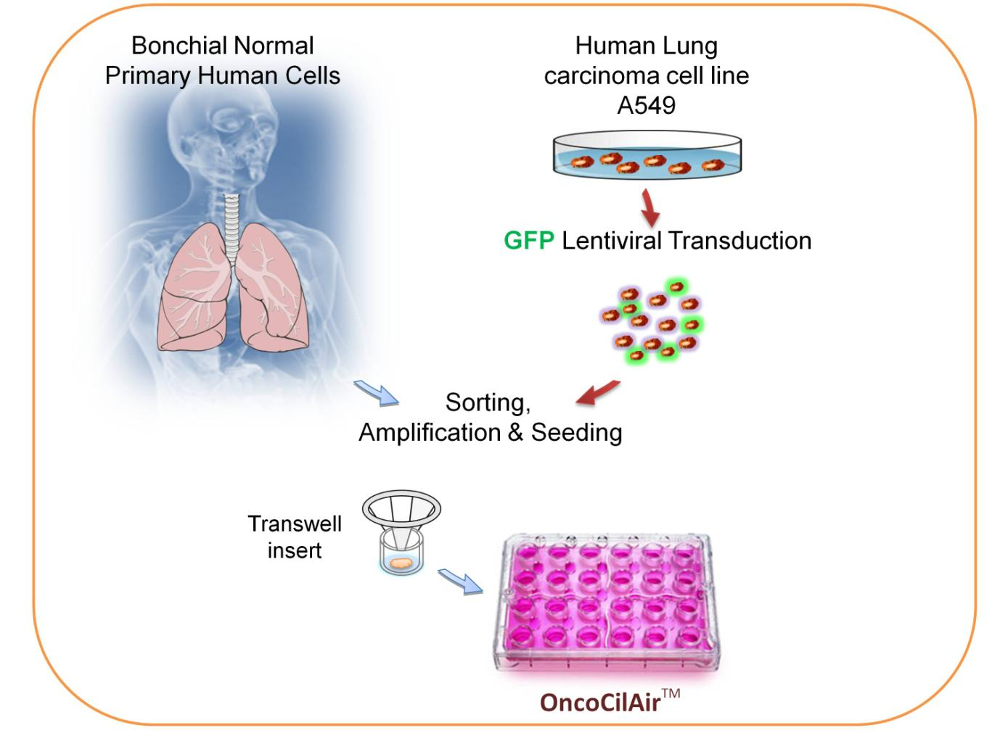 Bonchial Normal
Primary Human Cells
Human Lung
carcinoma cell line
A549
GFP Lentiviral Transduction
Sorting,
Amplification & Seeding
Transwell
insert
OncoCilAir™